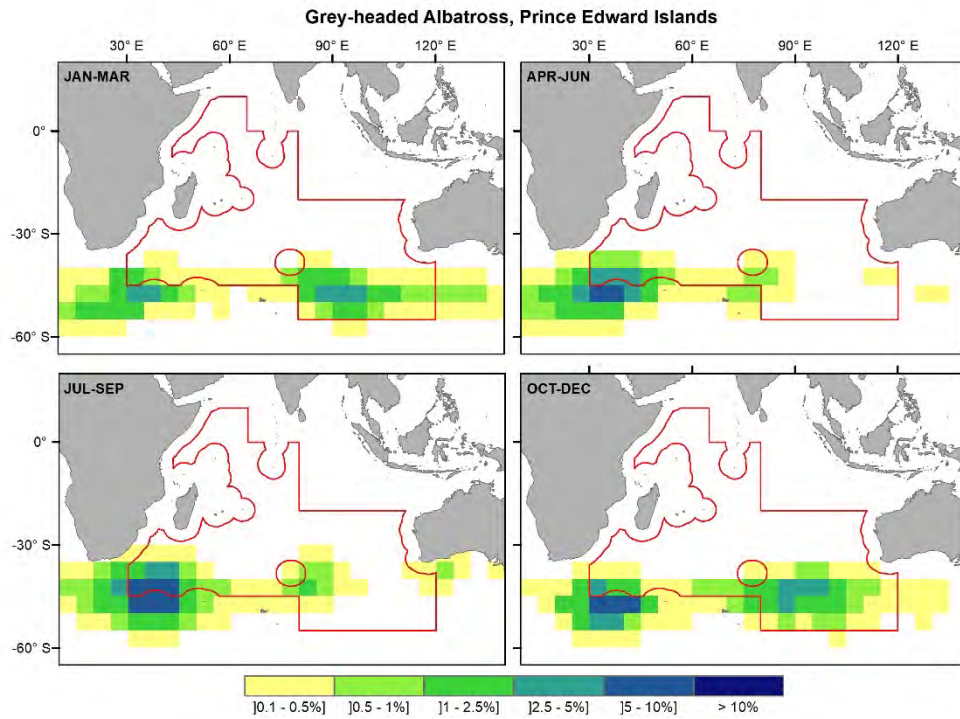 Grey-headed Albatross, Prince Edward Islands
30° E 60° E 90° E 120° E 30° E 60° E 90° E 120° E
JAN-MAR APR-JUN
0°
-30° S
-60° S
JUL-SEP OCT-DEC
0°
-30° S
-60° S
]0.1 - 0.5%] ]0.5 - 1%] ]1 - 2.5%] ]2.5 - 5%] ]5 - 10%] > 10%